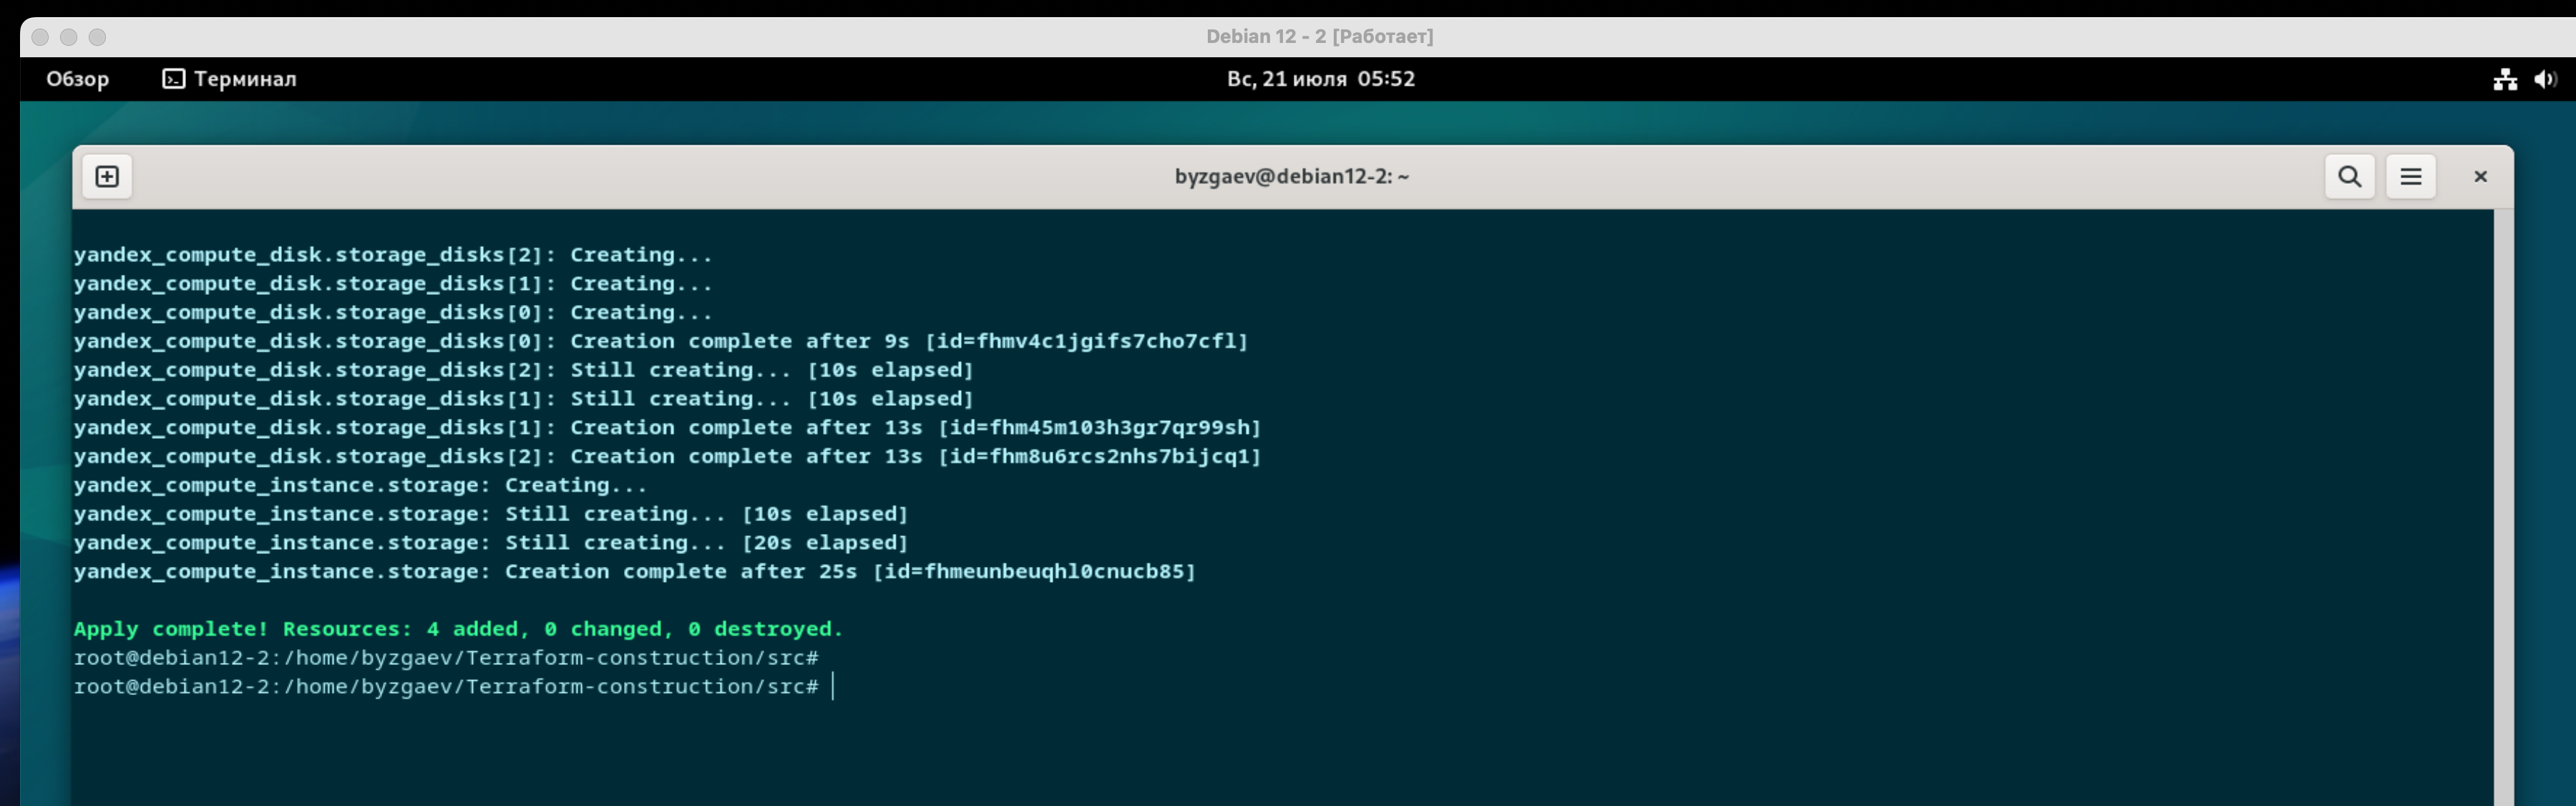 Debian 12 - 2 [Работает]
Обзор Терминал Вс, 21 июля 05:52
byzgaev@debian12-2: ~
yandex_compute_disk.storage_disks[2]: Creating...
yandex_compute_disk.storage_disks[1]: Creating...
yandex_compute_disk.storage_disks[0]: Creating...
yandex_compute_disk.storage_disks[0]: Creation complete after 9s [id=fhmv4c1jgifs7cho7cfl]
yandex_compute_disk.storage_disks[2]: Still creating... [10s elapsed]
yandex_compute_disk.storage_disks[1]: Still creating... [10s elapsed]
yandex_compute_disk.storage_disks[1]: Creation complete after 13s [id=fhm45m103h3gr7qr99sh]
yandex_compute_disk.storage_disks[2]: Creation complete after 13s [id=fhm8u6rcs2nhs7bijcq1]
yandex_compute_instance.storage: Creating...
yandex_compute_instance.storage: Still creating... [10s elapsed]
yandex_compute_instance.storage: Still creating... [20s elapsed]
yandex_compute_instance.storage: Creation complete after 25s [id=fhmeunbeuqhl0cnucb85]
Apply complete! Resources: 4 added, 0 changed, 0 destroyed.
root@debian12-2:/home/byzgaev/Terraform-construction/src#
root@debian12-2:/home/byzgaev/Terraform-construction/src#